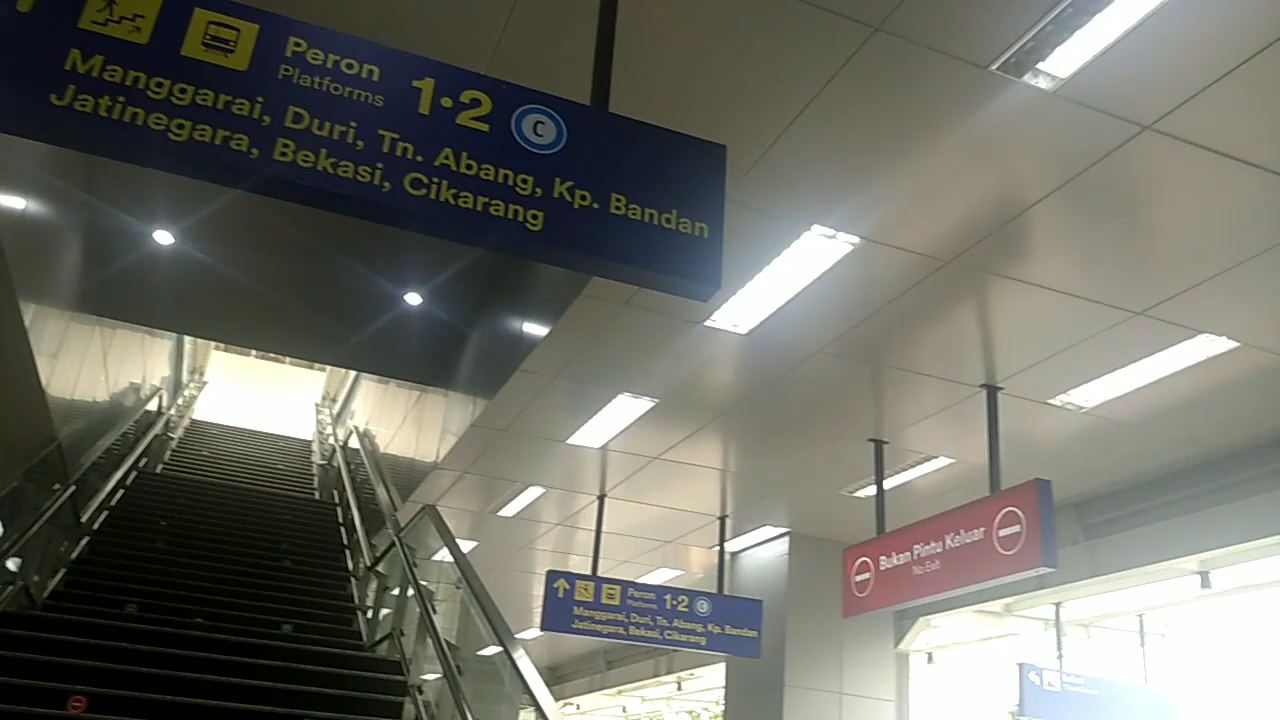 Peron 1·2 C
Platforms
Manggarai, Duri, Tn. Abang, Kp. Bandan
Jatinegara, Bekasi, Cikarang
Peron 1·2 C
Platforms
Manggarai, Duri, Tn. Abang, Kp. Bandan
Jatinegara, Bekasi, Cikarang
Bukan Pintu Keluar
No Exit